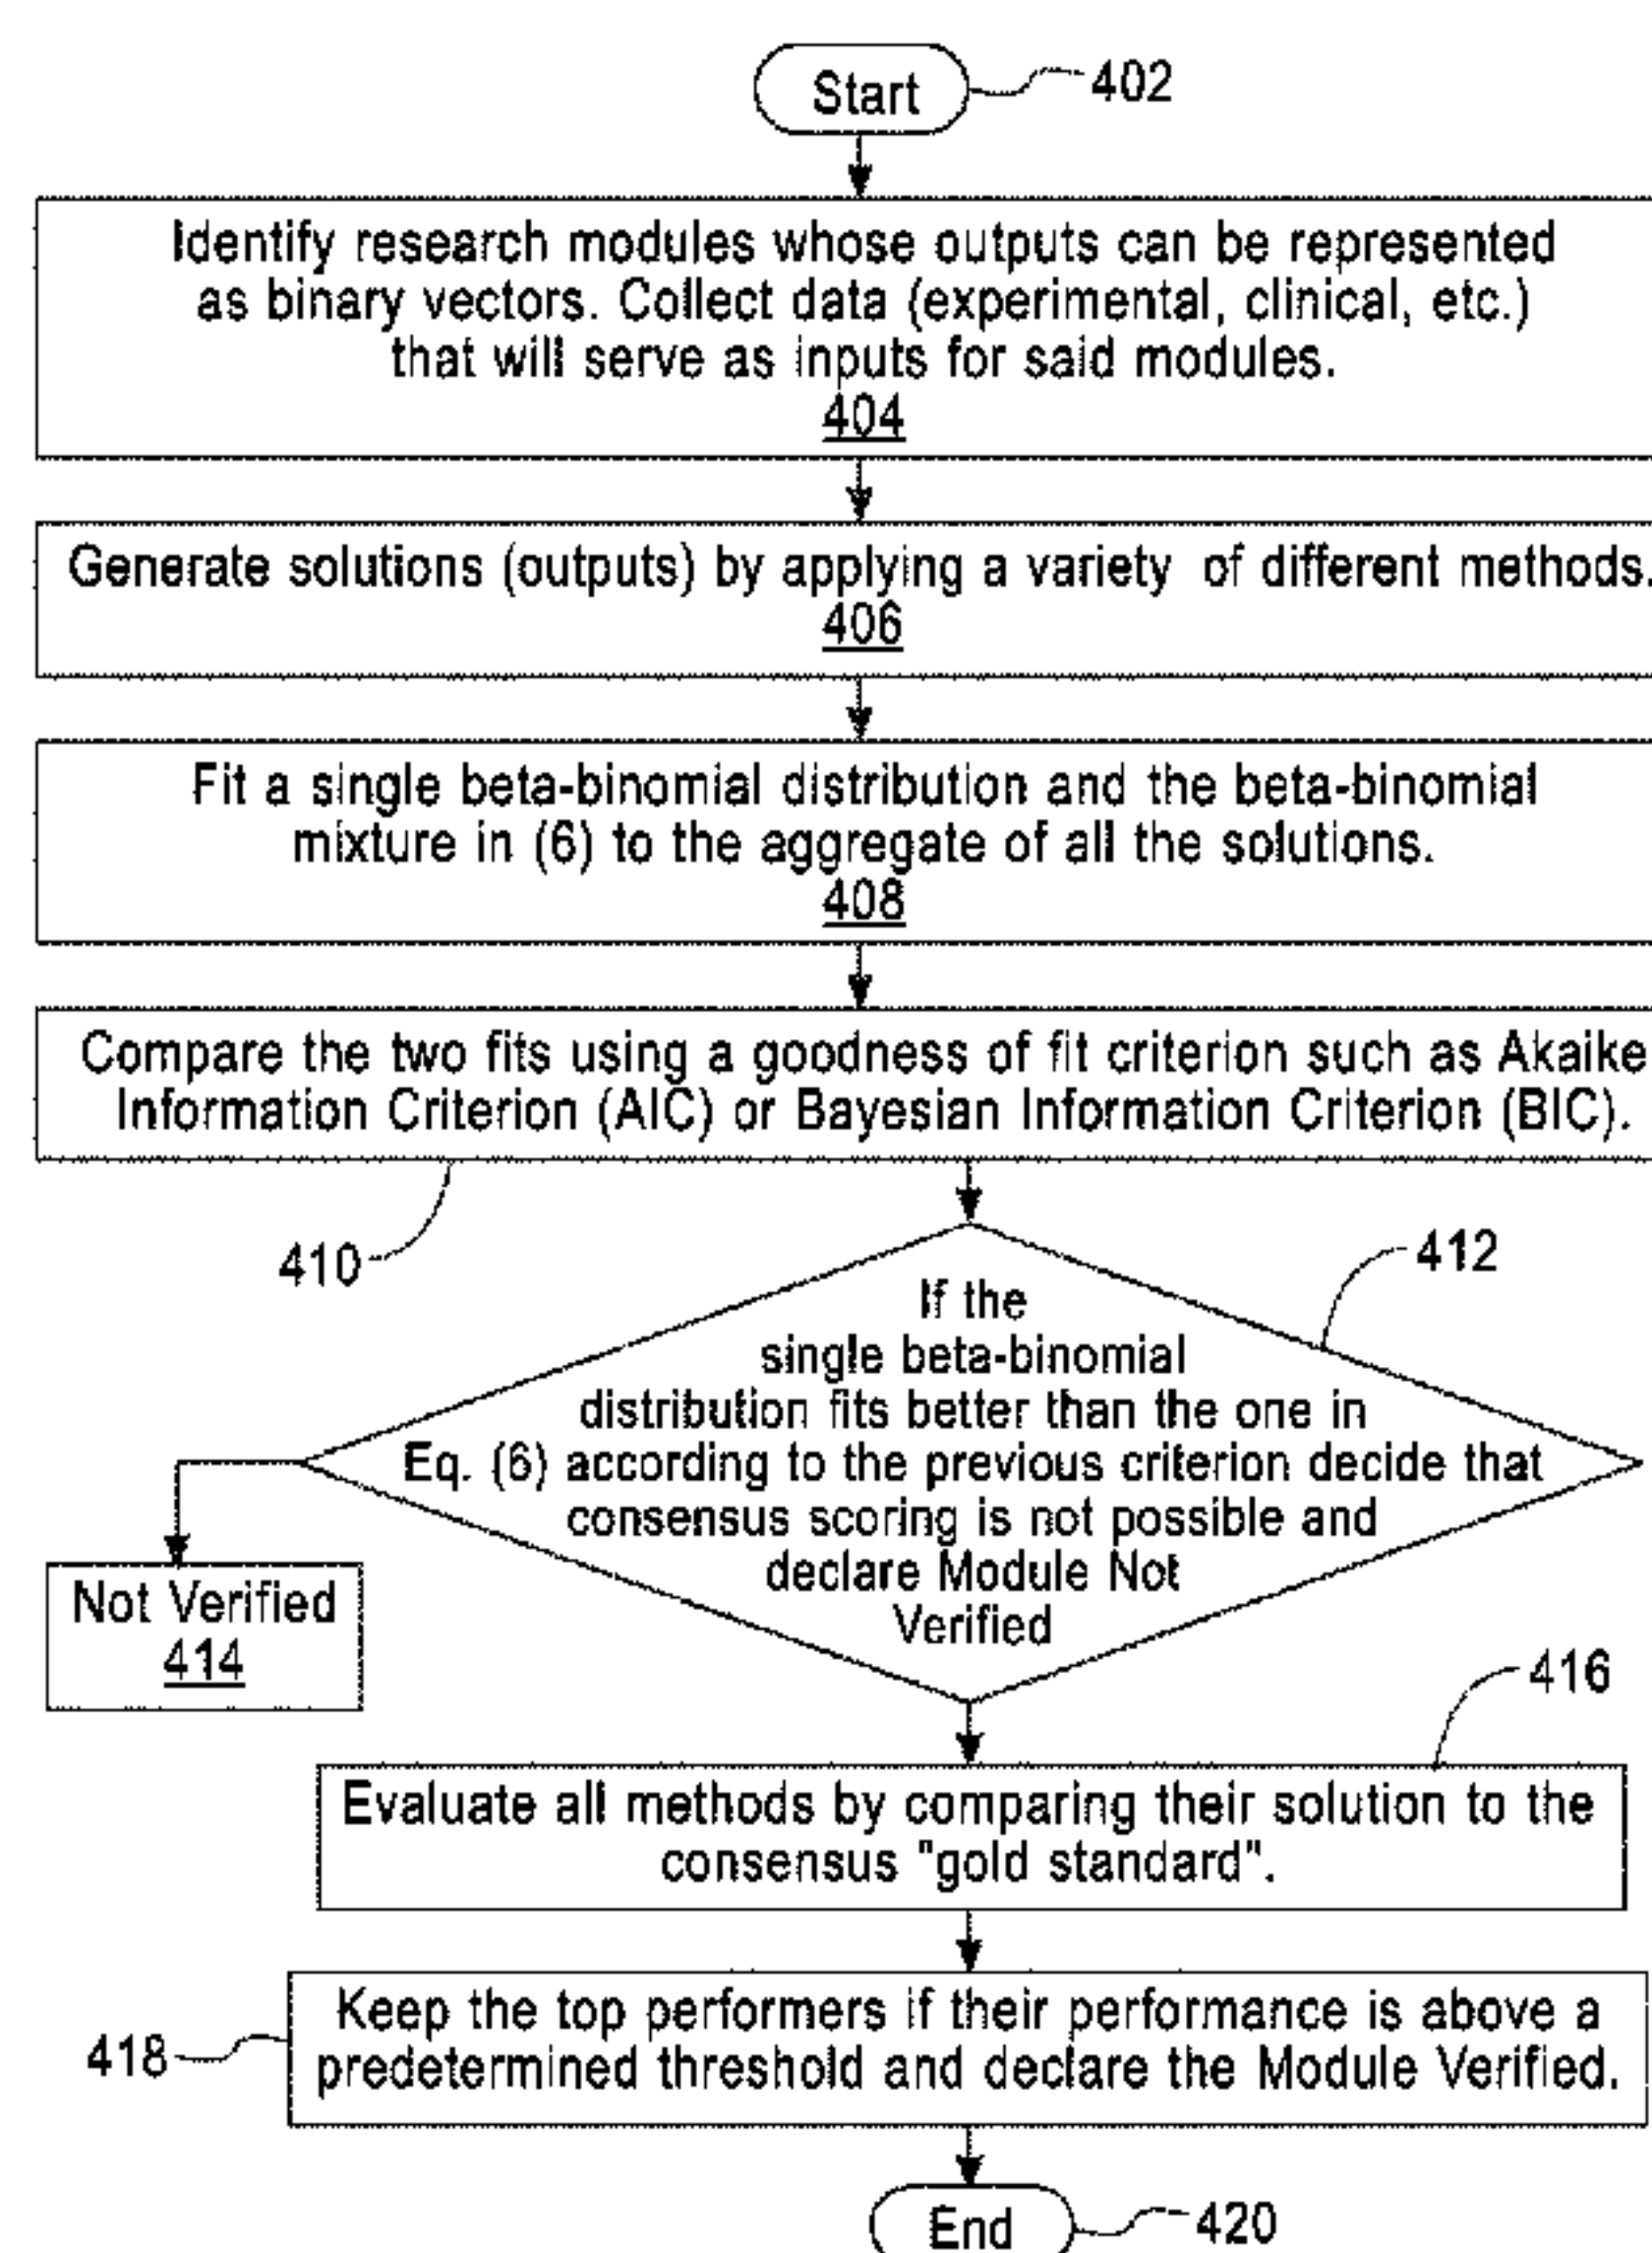 Start
402
Identify research modules whose outputs can be represented
as binary vectors. Collect data (experimental, clinical, etc.)
that will serve as inputs for said modules.
404
Generate solutions (outputs) by applying a variety of different methods.
406
Fit a single beta-binomial distribution and the beta-binomial
mixture in (6) to the aggregate of all the solutions.
408
Compare the two fits using a goodness of fit criterion such as Akaike
Information Criterion (AIC) or Bayesian Information Criterion (BIC).
410
412
If the
single beta-binomial
distribution fits better than the one in
Eq. (6) according to the previous criterion decide that
consensus scoring is not possible and
declare Module Not
Verified
Not Verified
414
416
Evaluate all methods by comparing their solution to the
consensus "gold standard".
418
Keep the top performers if their performance is above a
predetermined threshold and declare the Module Verified.
End
420